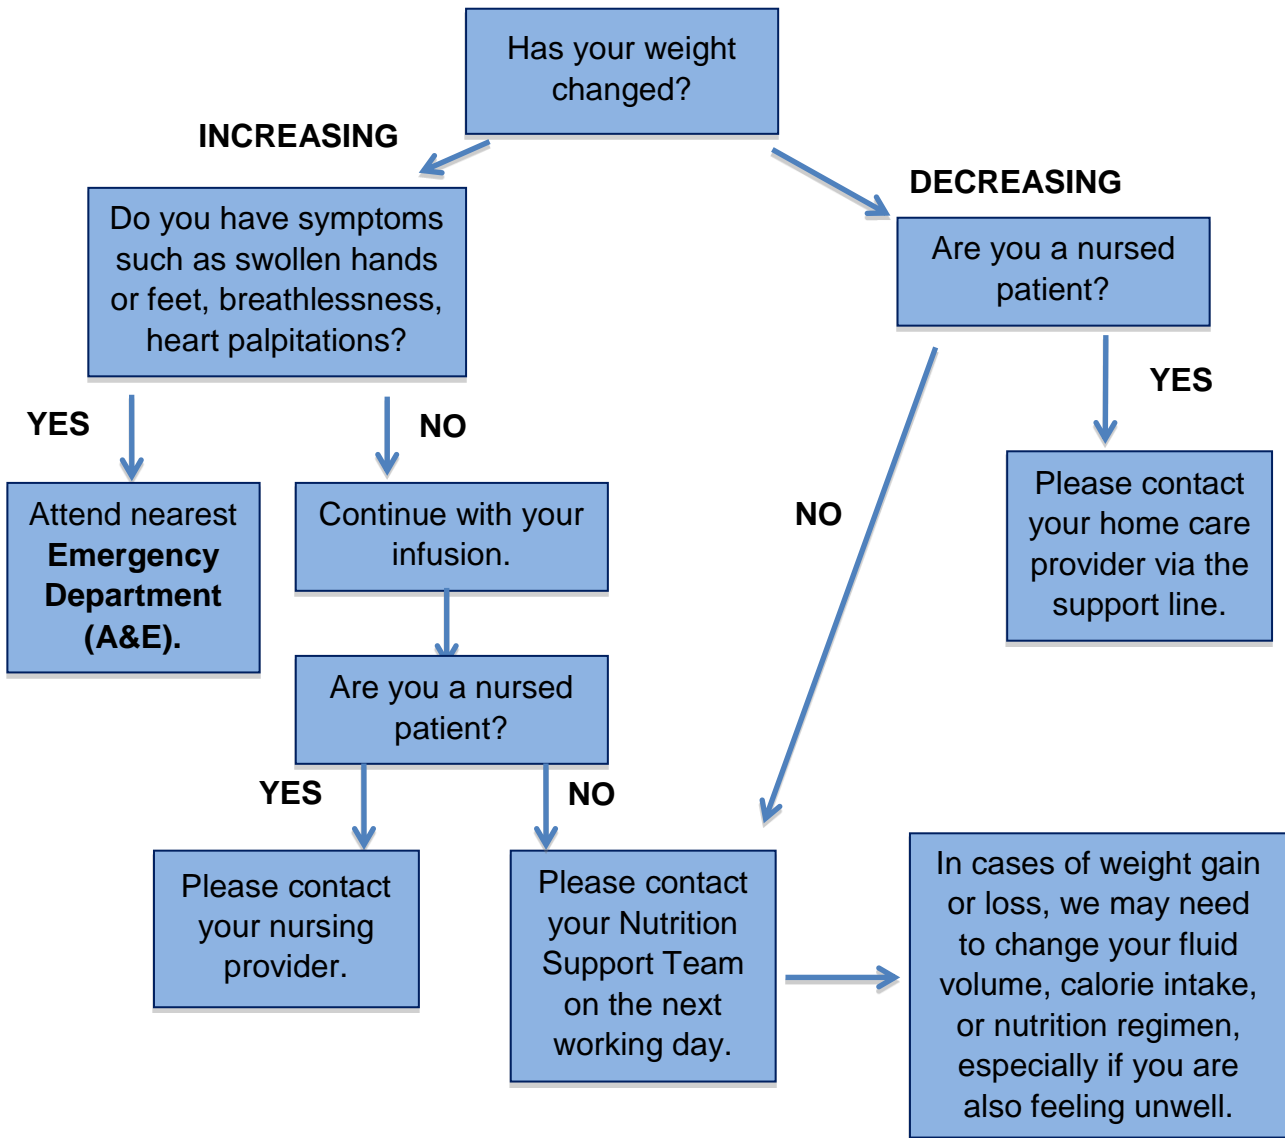 Has your weight
changed?
INCREASING
DECREASING
Do you have symptoms
such as swollen hands
or feet, breathlessness,
heart palpitations?
Are you a nursed
patient?
YES
NO
YES
Attend nearest
Emergency
Department
(A&E).
Continue with your
infusion.
NO
Please contact
your home care
provider via the
support line.
Are you a nursed
patient?
YES
NO
Please contact
your nursing
provider.
Please contact
your Nutrition
Support Team
on the next
working day.
In cases of weight gain
or loss, we may need
to change your fluid
volume, calorie intake,
or nutrition regimen,
especially if you are
also feeling unwell.